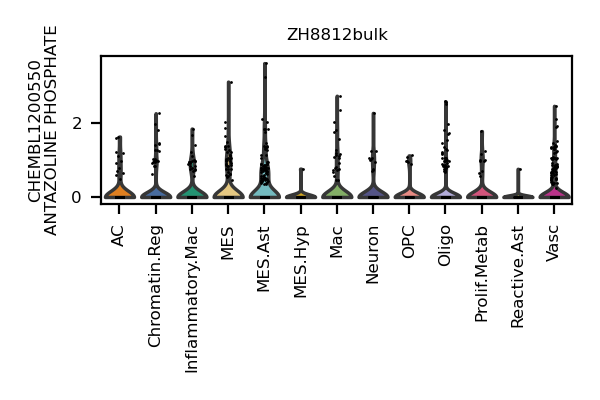 ZH8812bulk
CHEMBL1200550
ANTAZOLINE PHOSPHATE
2
0
AC
Chromatin.Reg
Inflammatory.Mac
MES
MES.Ast
MES.Hyp
Mac
Neuron
OPC
Oligo
Prolif.Metab
Reactive.Ast
Vasc